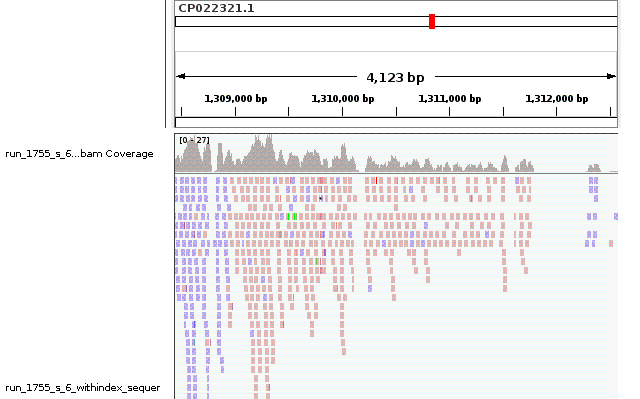 CP022321.1
4,123 bp
1,309,000 bp 1,310,000 bp 1,311,000 bp 1,312,000 bp
[0 - 27]
run_1755_s_6...bam Coverage
run_1755_s_6_withindex_sequer